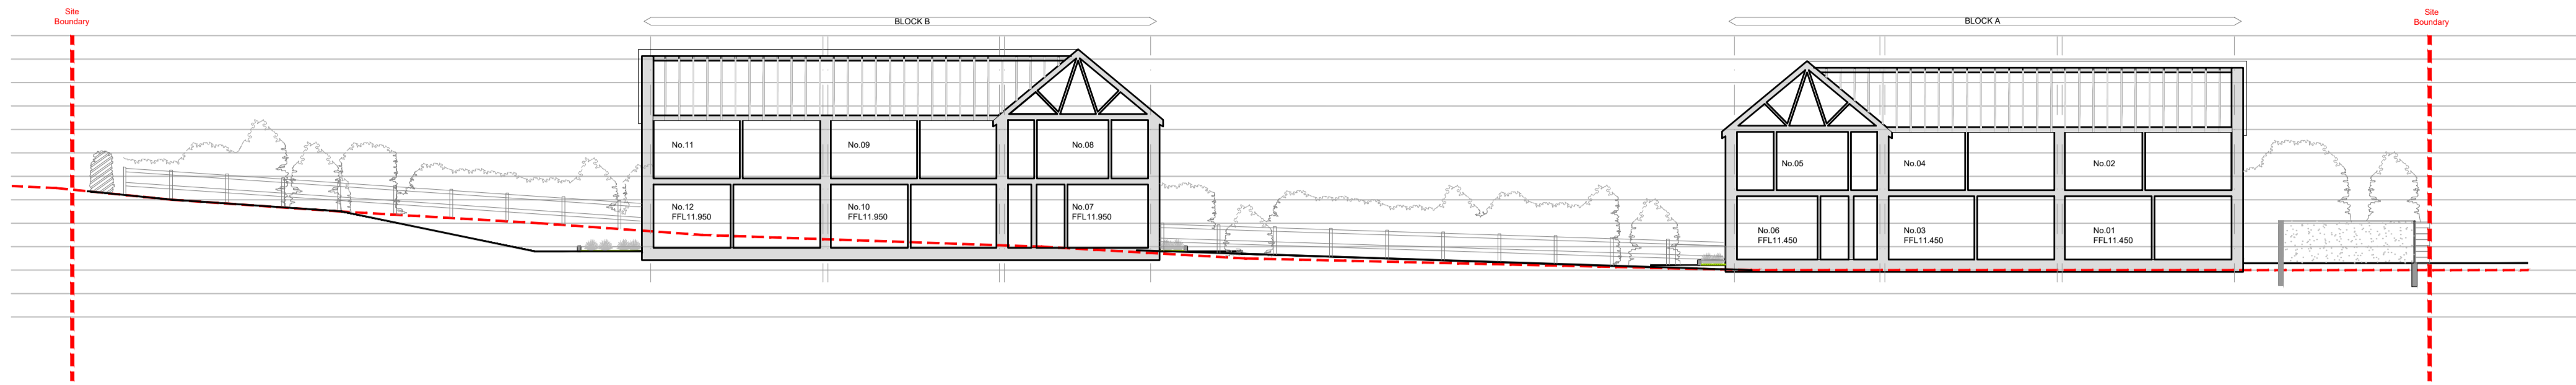 Site
Boundary
BLOCK B
BLOCK A
Site
Boundary
No.11
No.09
No.08
No.05
No.04
No.02
No.12
FFL11.950
No.10
FFL11.950
No.07
FFL11.950
No.06
FFL11.450
No.03
FFL11.450
No.01
FFL11.450